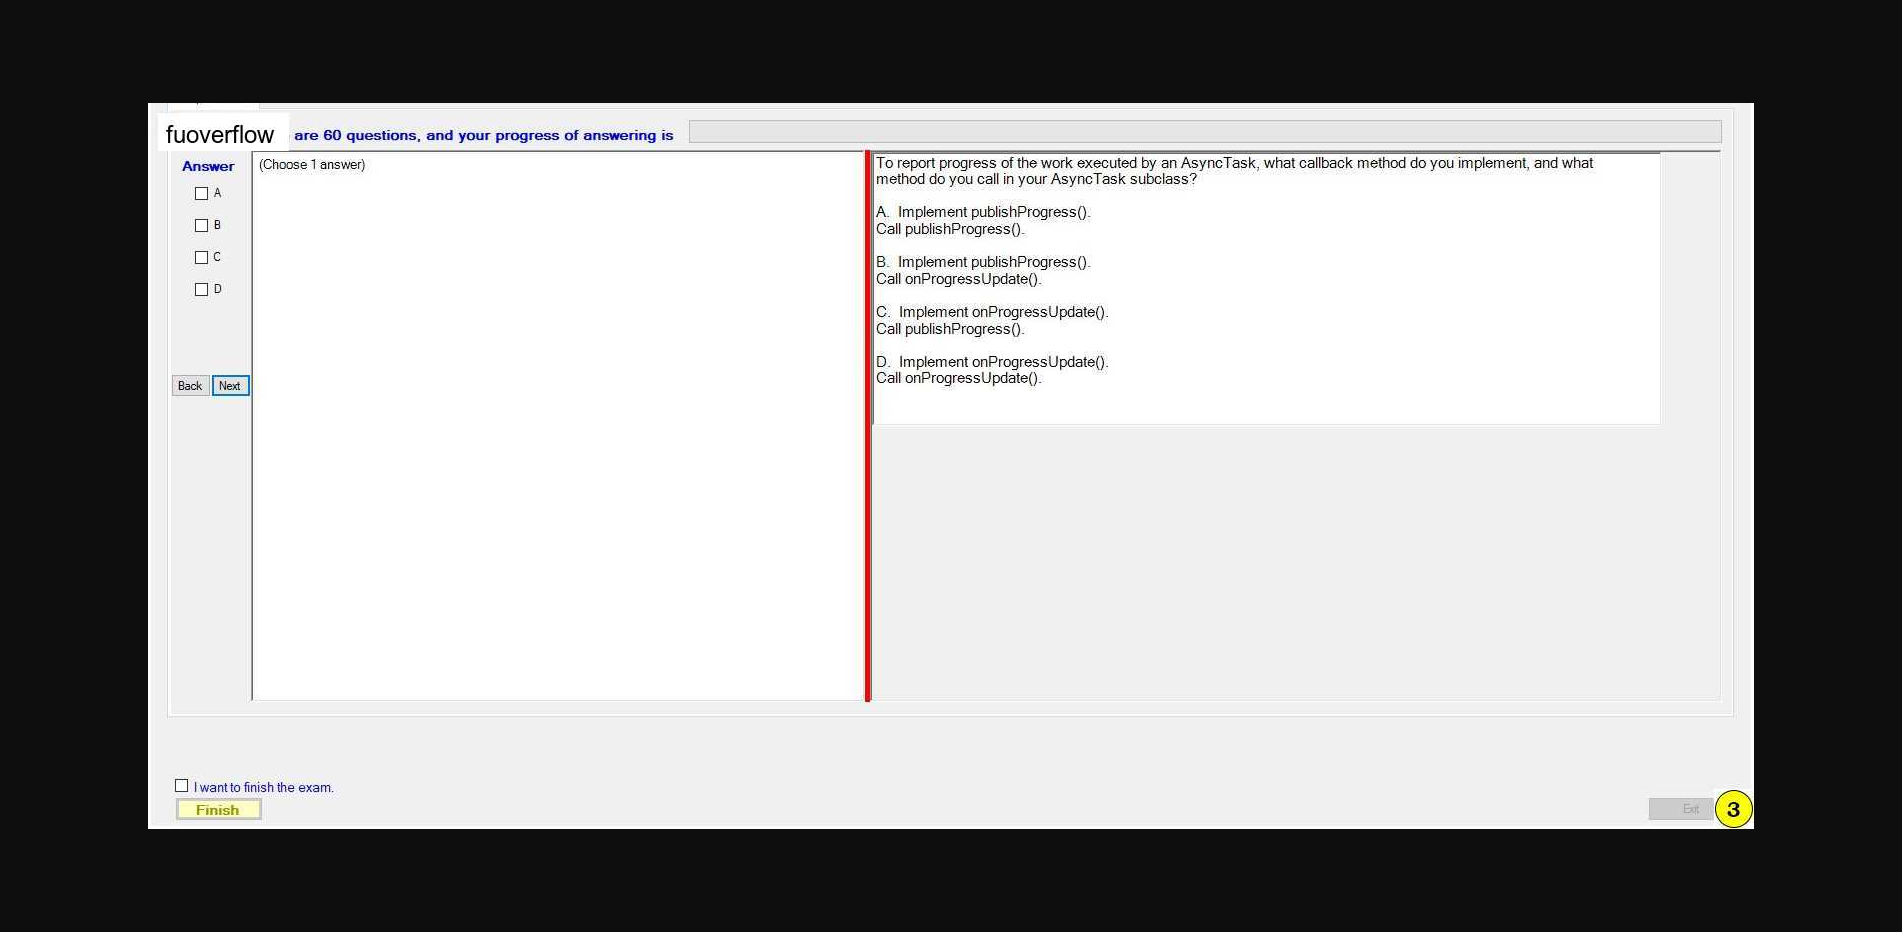 fuoverflow are 60 questions, and your progress of answering is
Answer
(Choose 1 answer)
A
B
C
D
Back Next
To report progress of the work executed by an AsyncTask, what callback method do you implement, and what
method do you call in your AsyncTask subclass?
A. Implement publishProgress().
Call publishProgress().
B. Implement publishProgress().
Call onProgressUpdate().
C. Implement onProgressUpdate().
Call publishProgress().
D. Implement onProgressUpdate().
Call onProgressUpdate().
I want to finish the exam.
Finish
Exit
3